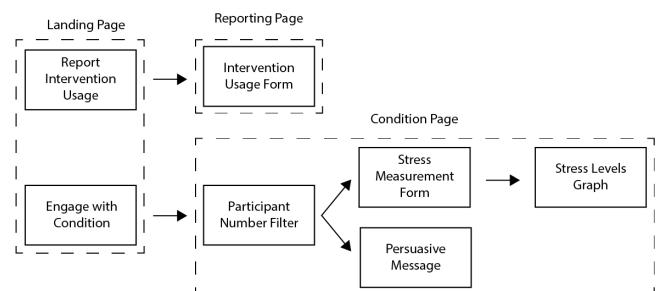 Landing Page
Reporting Page
Report
Intervention
Usage
Intervention
Usage Form
Condition Page
Engage with
Condition
Participant
Number Filter
Stress
Measurement
Form
Stress Levels
Graph
Persuasive
Message